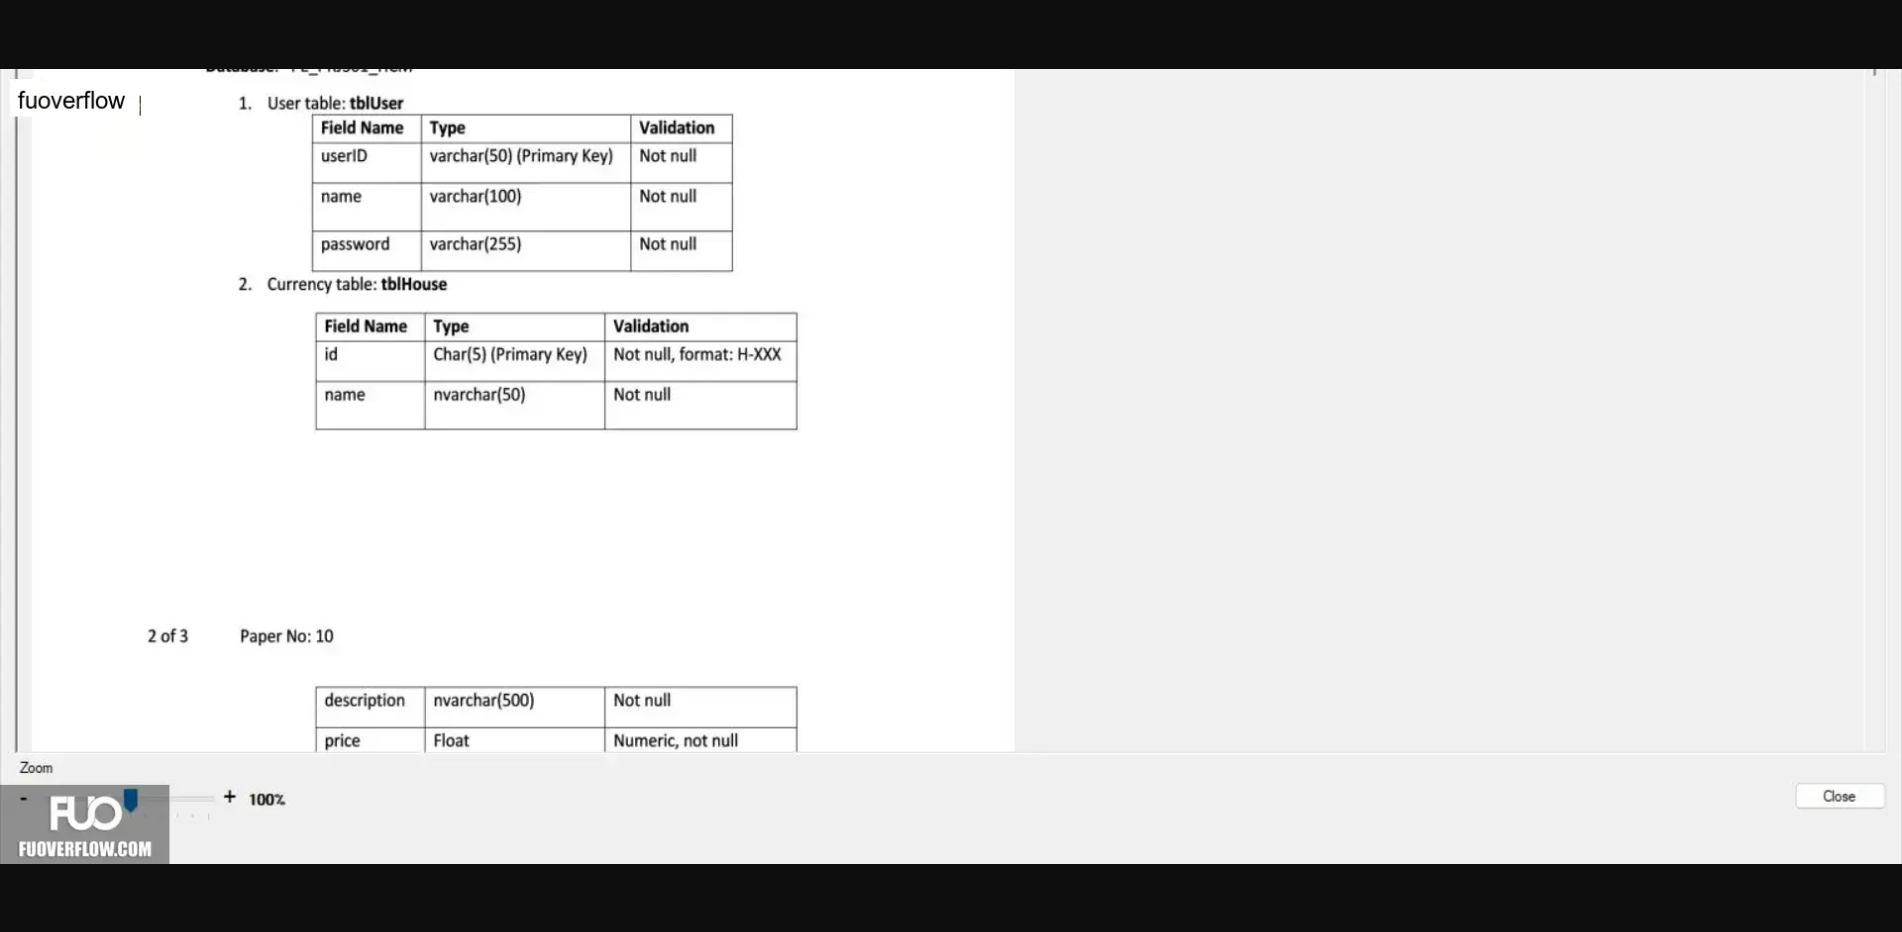 fuoverflow
1. User table: tblUser
Field Name Type Validation
userID varchar(50) (Primary Key) Not null
name varchar(100) Not null
password varchar(255) Not null
2. Currency table: tblHouse
Field Name Type Validation
id Char(5) (Primary Key) Not null, format: H-XXX
name nvarchar(50) Not null
2 of 3 Paper No: 10
description nvarchar(500) Not null
price Float Numeric, not null
Zoom
- + 100%
Close
FUO
FUOVERFLOW.COM